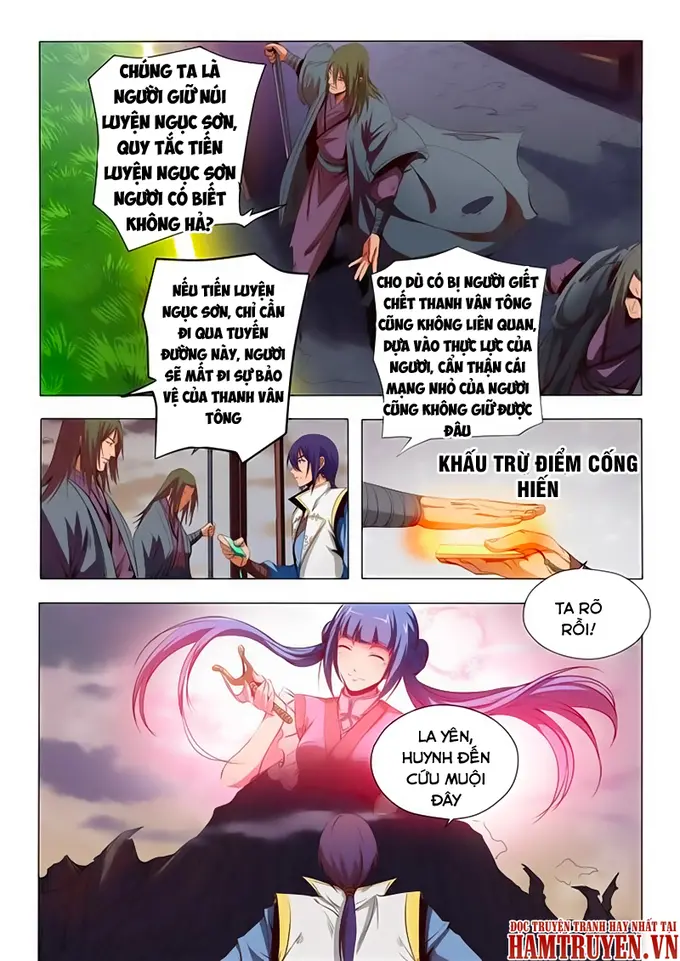 CHÚNG TA LÀ
NGƯỜI GIỮ NÚI
LUYỆN NGỤC SƠN,
QUY TẮC TIẾN
LUYỆN NGỤC SƠN
NGƯƠI CÓ BIẾT
KHÔNG HẢ?
NẾU TIẾN LUYỆN
NGỤC SƠN, CHỈ CẦN
ĐI QUA TUYẾN
ĐƯỜNG NÀY, NGƯƠI
SẼ MẤT ĐI SỰ BẢO
VỆ CỦA THANH VÂN
TÔNG
CHO DÙ CÓ BỊ NGƯỜI GIẾT
CHẾT THANH VÂN TÔNG
CŨNG KHÔNG LIÊN QUAN,
DỰA VÀO THỰC LỰC CỦA
NGƯƠI, CẨN THẬN CÁI
MẠNG NHỎ CỦA NGƯƠI
CŨNG KHÔNG GIỮ ĐƯỢC
ĐÂU
KHẤU TRỪ ĐIỂM CỐNG
HIẾN
TA RÕ
RỒI!
LA YÊN,
HUYNH ĐẾN
CỨU MUỘI
ĐÂY
ĐỌC TRUYỆN TRANH HAY NHẤT TẠI
HAMTRUYEN.VN